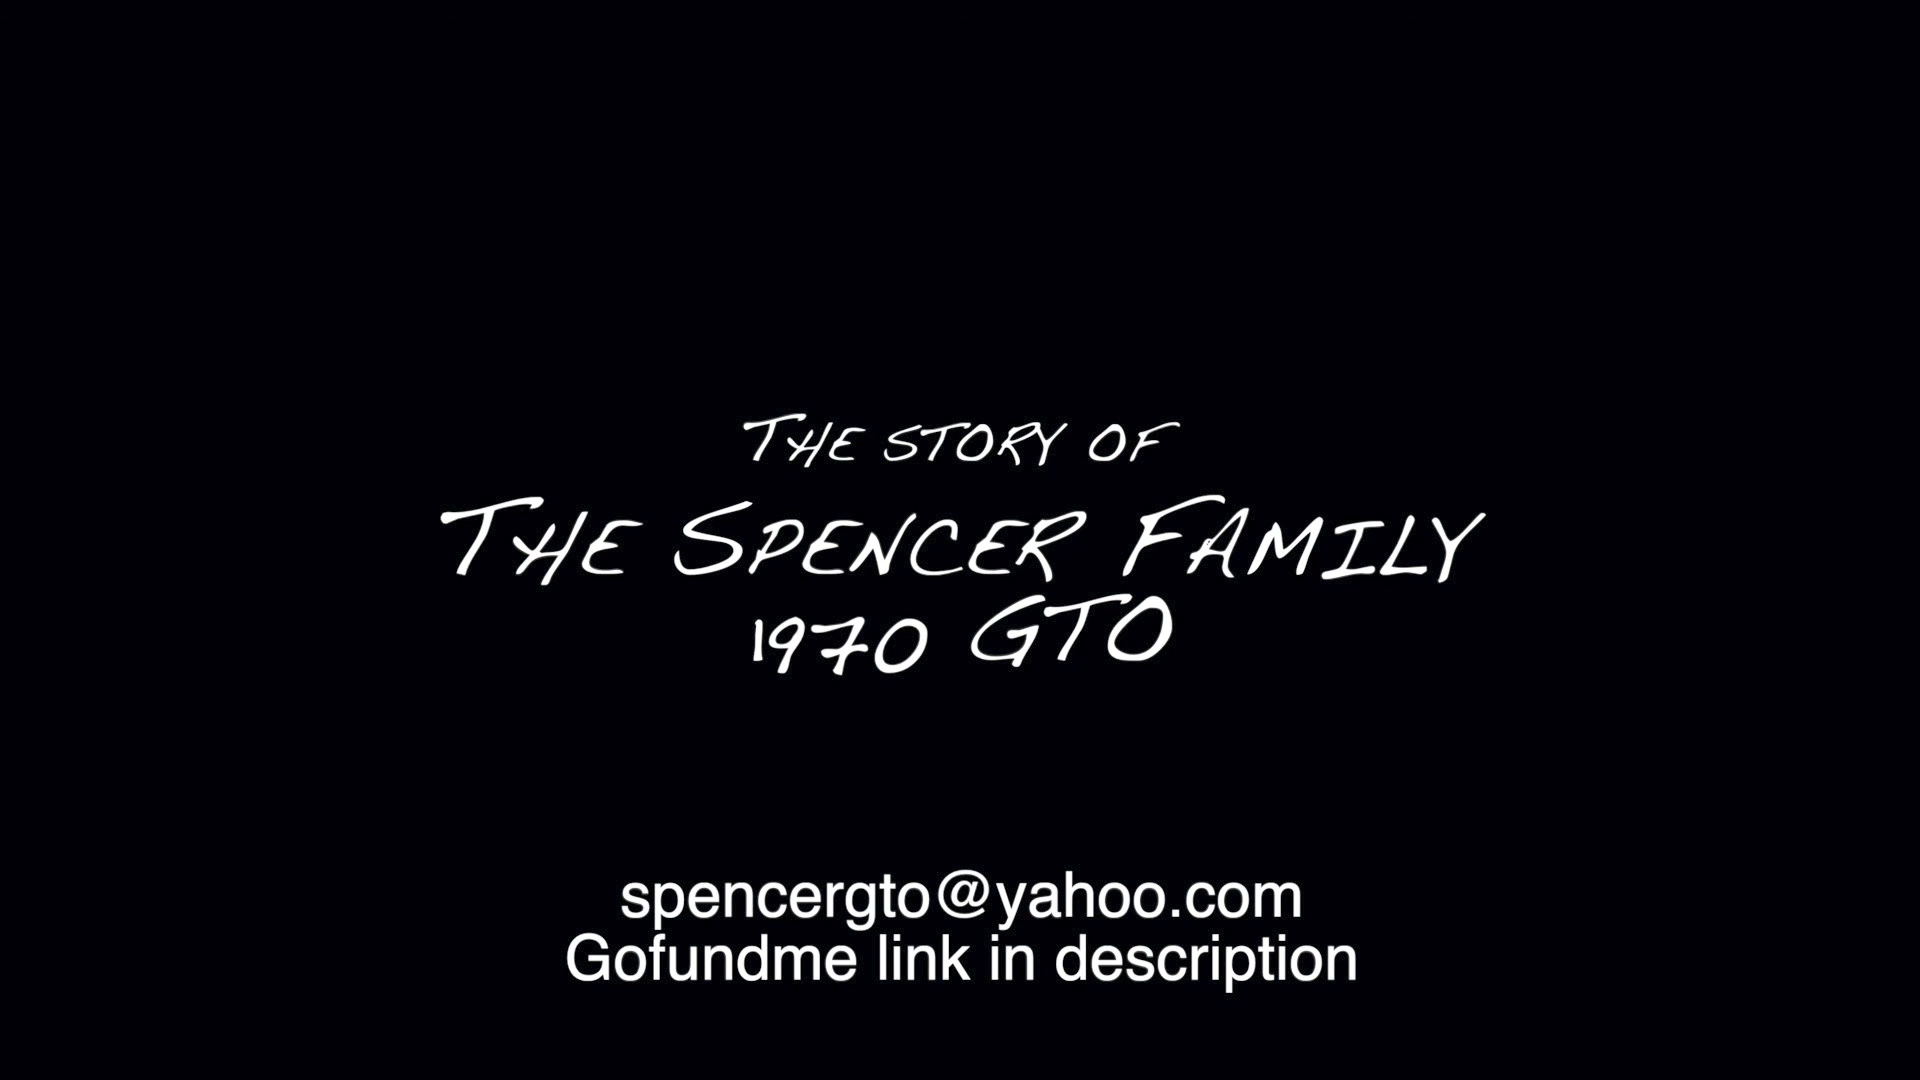 The story of
The Spencer Family
1970 GTO
spencergto@yahoo.com
Gofundme link in description